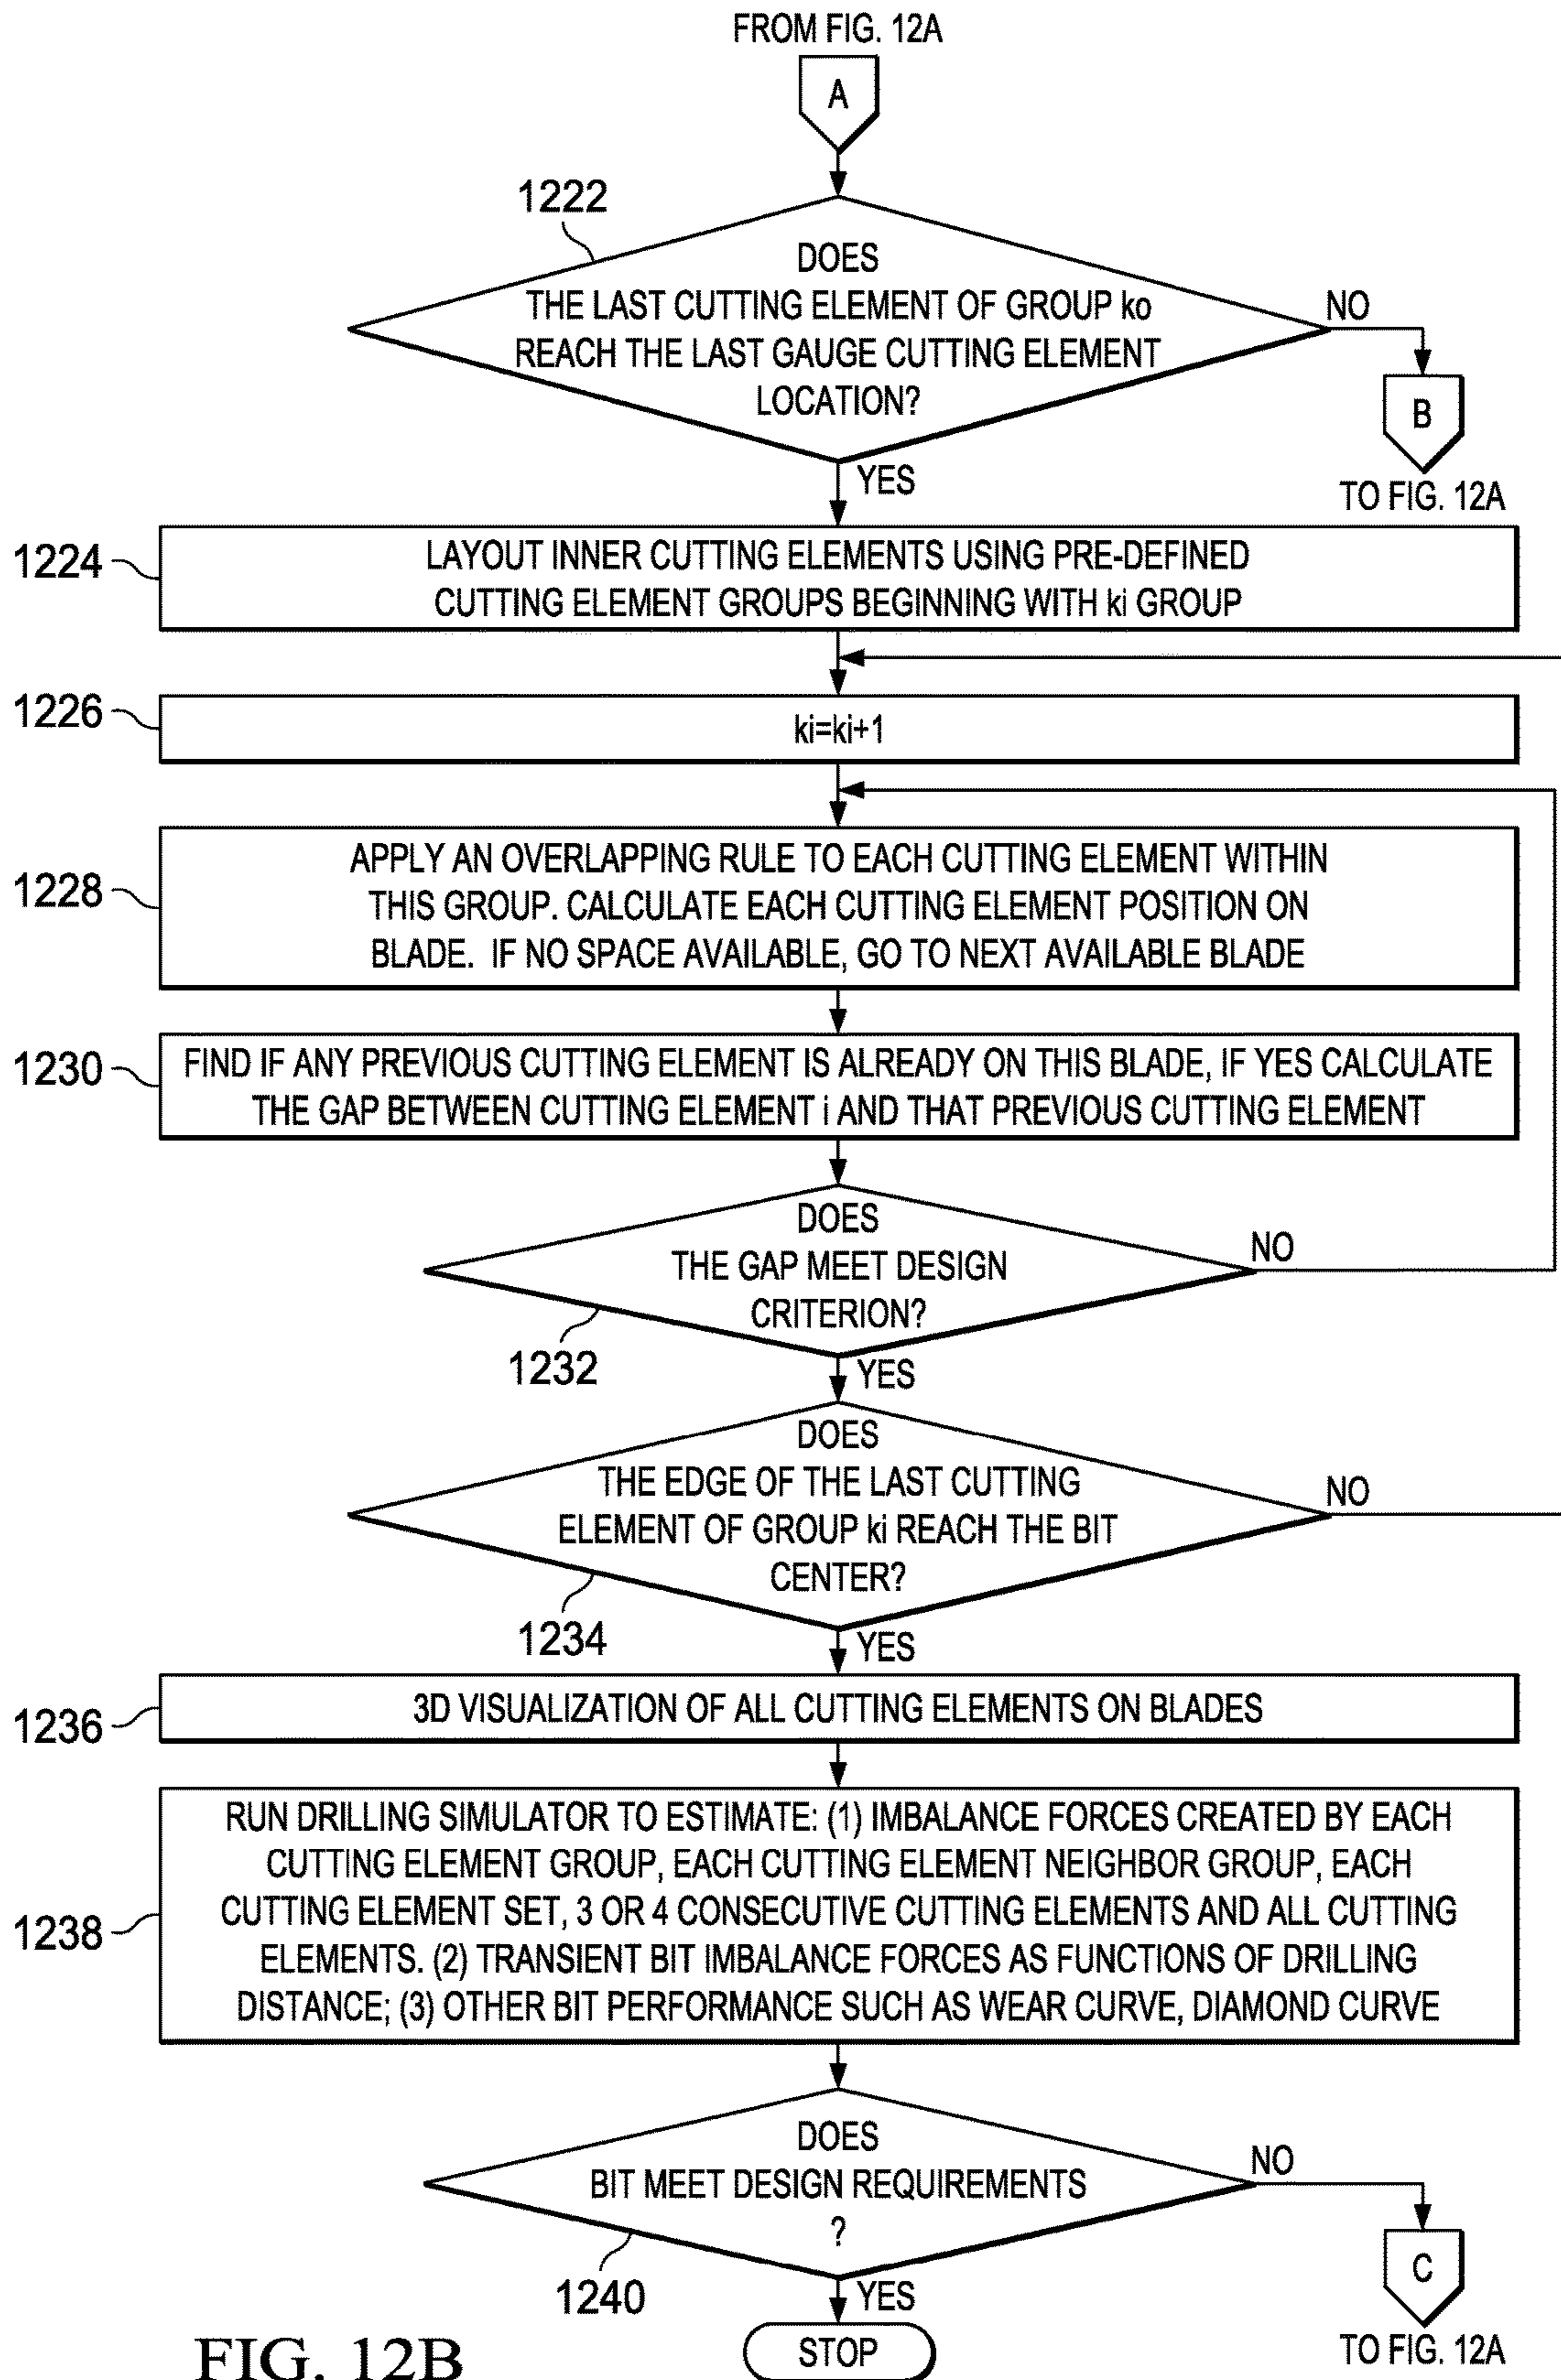 FROM FIG. 12A
A
1222
DOES
THE LAST CUTTING ELEMENT OF GROUP ko
REACH THE LAST GAUGE CUTTING ELEMENT
LOCATION?
NO
B
TO FIG. 12A
YES
1224
LAYOUT INNER CUTTING ELEMENTS USING PRE-DEFINED
CUTTING ELEMENT GROUPS BEGINNING WITH ki GROUP
1226
ki=ki+1
1228
APPLY AN OVERLAPPING RULE TO EACH CUTTING ELEMENT WITHIN
THIS GROUP. CALCULATE EACH CUTTING ELEMENT POSITION ON
BLADE. IF NO SPACE AVAILABLE, GO TO NEXT AVAILABLE BLADE
1230
FIND IF ANY PREVIOUS CUTTING ELEMENT IS ALREADY ON THIS BLADE, IF YES CALCULATE
THE GAP BETWEEN CUTTING ELEMENT i AND THAT PREVIOUS CUTTING ELEMENT
DOES
THE GAP MEET DESIGN
CRITERION?
NO
1232
YES
DOES
THE EDGE OF THE LAST CUTTING
ELEMENT OF GROUP ki REACH THE BIT
CENTER?
NO
1234
YES
1236
3D VISUALIZATION OF ALL CUTTING ELEMENTS ON BLADES
1238
RUN DRILLING SIMULATOR TO ESTIMATE: (1) IMBALANCE FORCES CREATED BY EACH
CUTTING ELEMENT GROUP, EACH CUTTING ELEMENT NEIGHBOR GROUP, EACH
CUTTING ELEMENT SET, 3 OR 4 CONSECUTIVE CUTTING ELEMENTS AND ALL CUTTING
ELEMENTS. (2) TRANSIENT BIT IMBALANCE FORCES AS FUNCTIONS OF DRILLING
DISTANCE; (3) OTHER BIT PERFORMANCE SUCH AS WEAR CURVE, DIAMOND CURVE
DOES
BIT MEET DESIGN REQUIREMENTS
?
NO
1240
YES
C
TO FIG. 12A
STOP
FIG. 12B